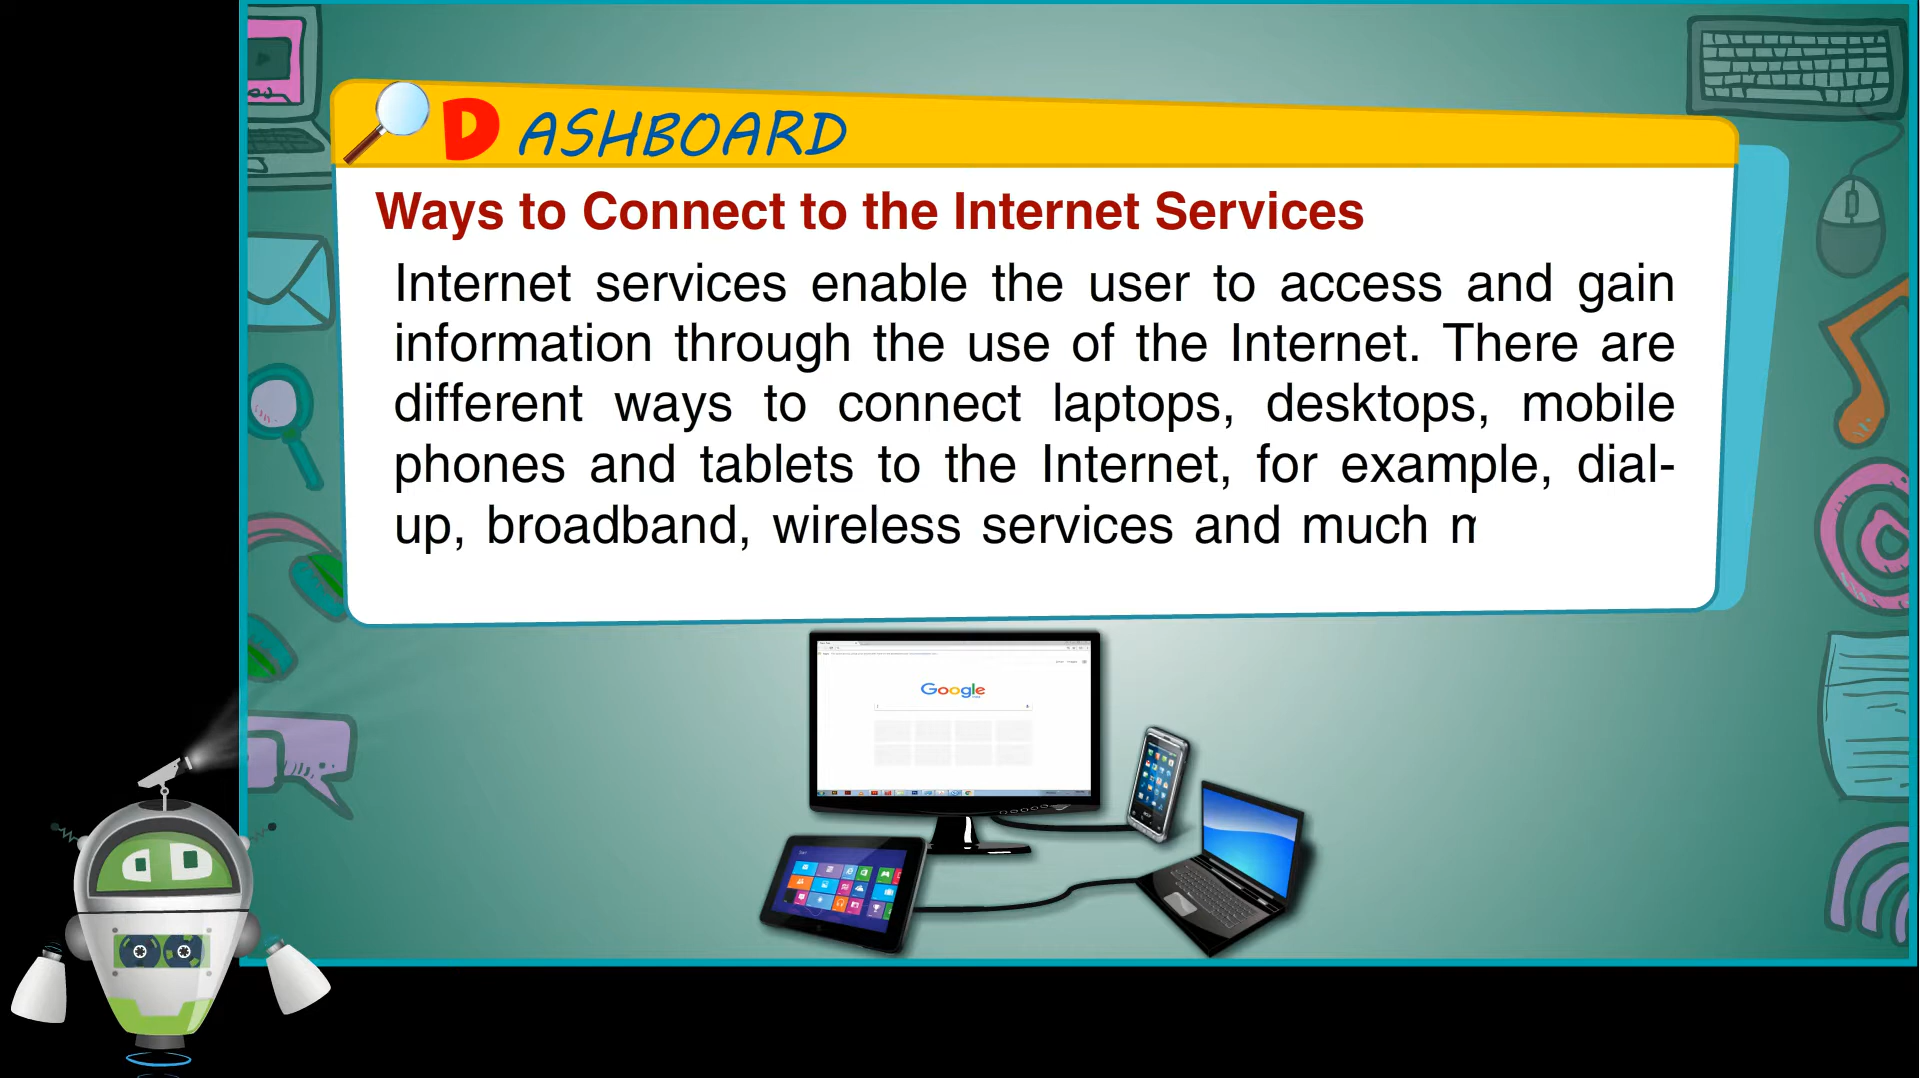 DASHBOARD
Ways to Connect to the Internet Services
Internet services enable the user to access and gain
information through the use of the Internet. There are
different ways to connect laptops, desktops, mobile
phones and tablets to the Internet, for example, dial-
up, broadband, wireless services and much m
Google